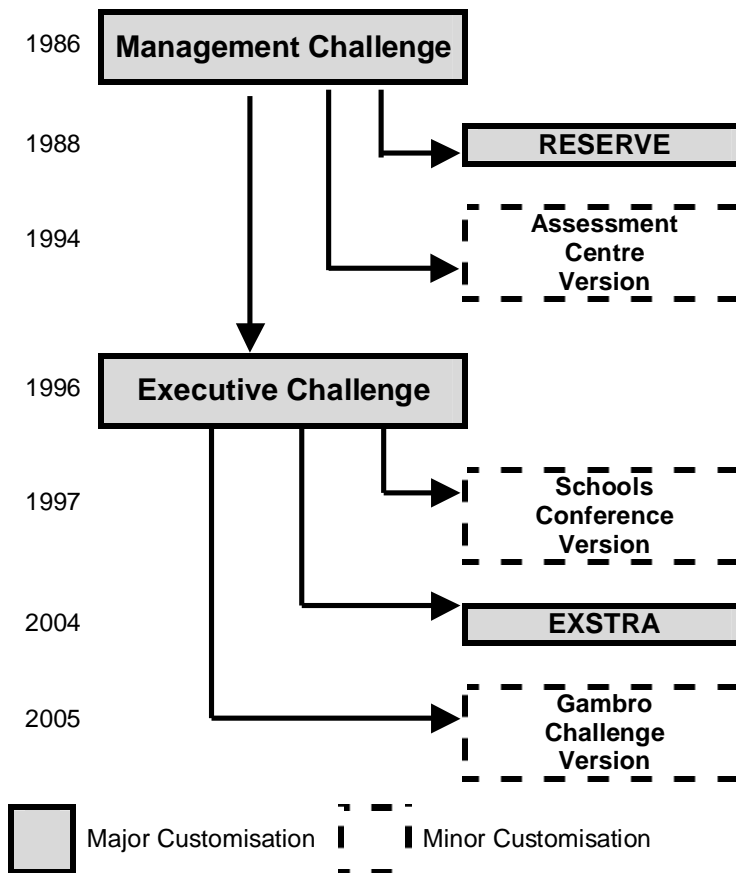 1986
Management Challenge
1988
RESERVE
1994
Assessment
Centre
Version
1996
Executive Challenge
1997
Schools
Conference
Version
2004
EXSTRA
2005
Gambro
Challenge
Version
Major Customisation
Minor Customisation